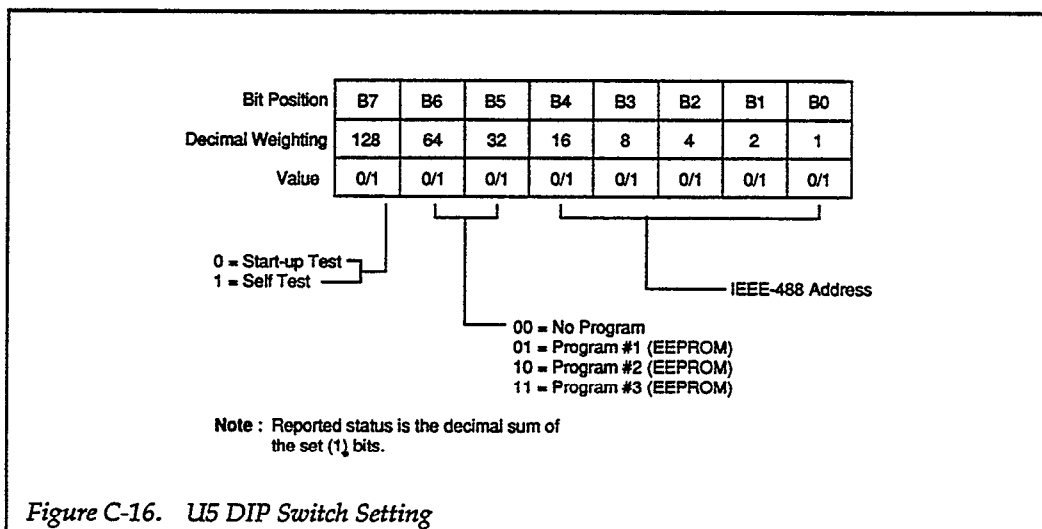 Bit Position B7 B6 B5 B4 B3 B2 B1 B0
Decimal Weighting 128 64 32 16 8 4 2 1
Value 0/1 0/1 0/1 0/1 0/1 0/1 0/1 0/1
0 = Start-up Test
1 = Self Test
IEEE-488 Address
00 = No Program
01 = Program #1 (EEPROM)
10 = Program #2 (EEPROM)
11 = Program #3 (EEPROM)
Note : Reported status is the decimal sum of
the set (1) bits.
Figure C-16. U5 DIP Switch Setting